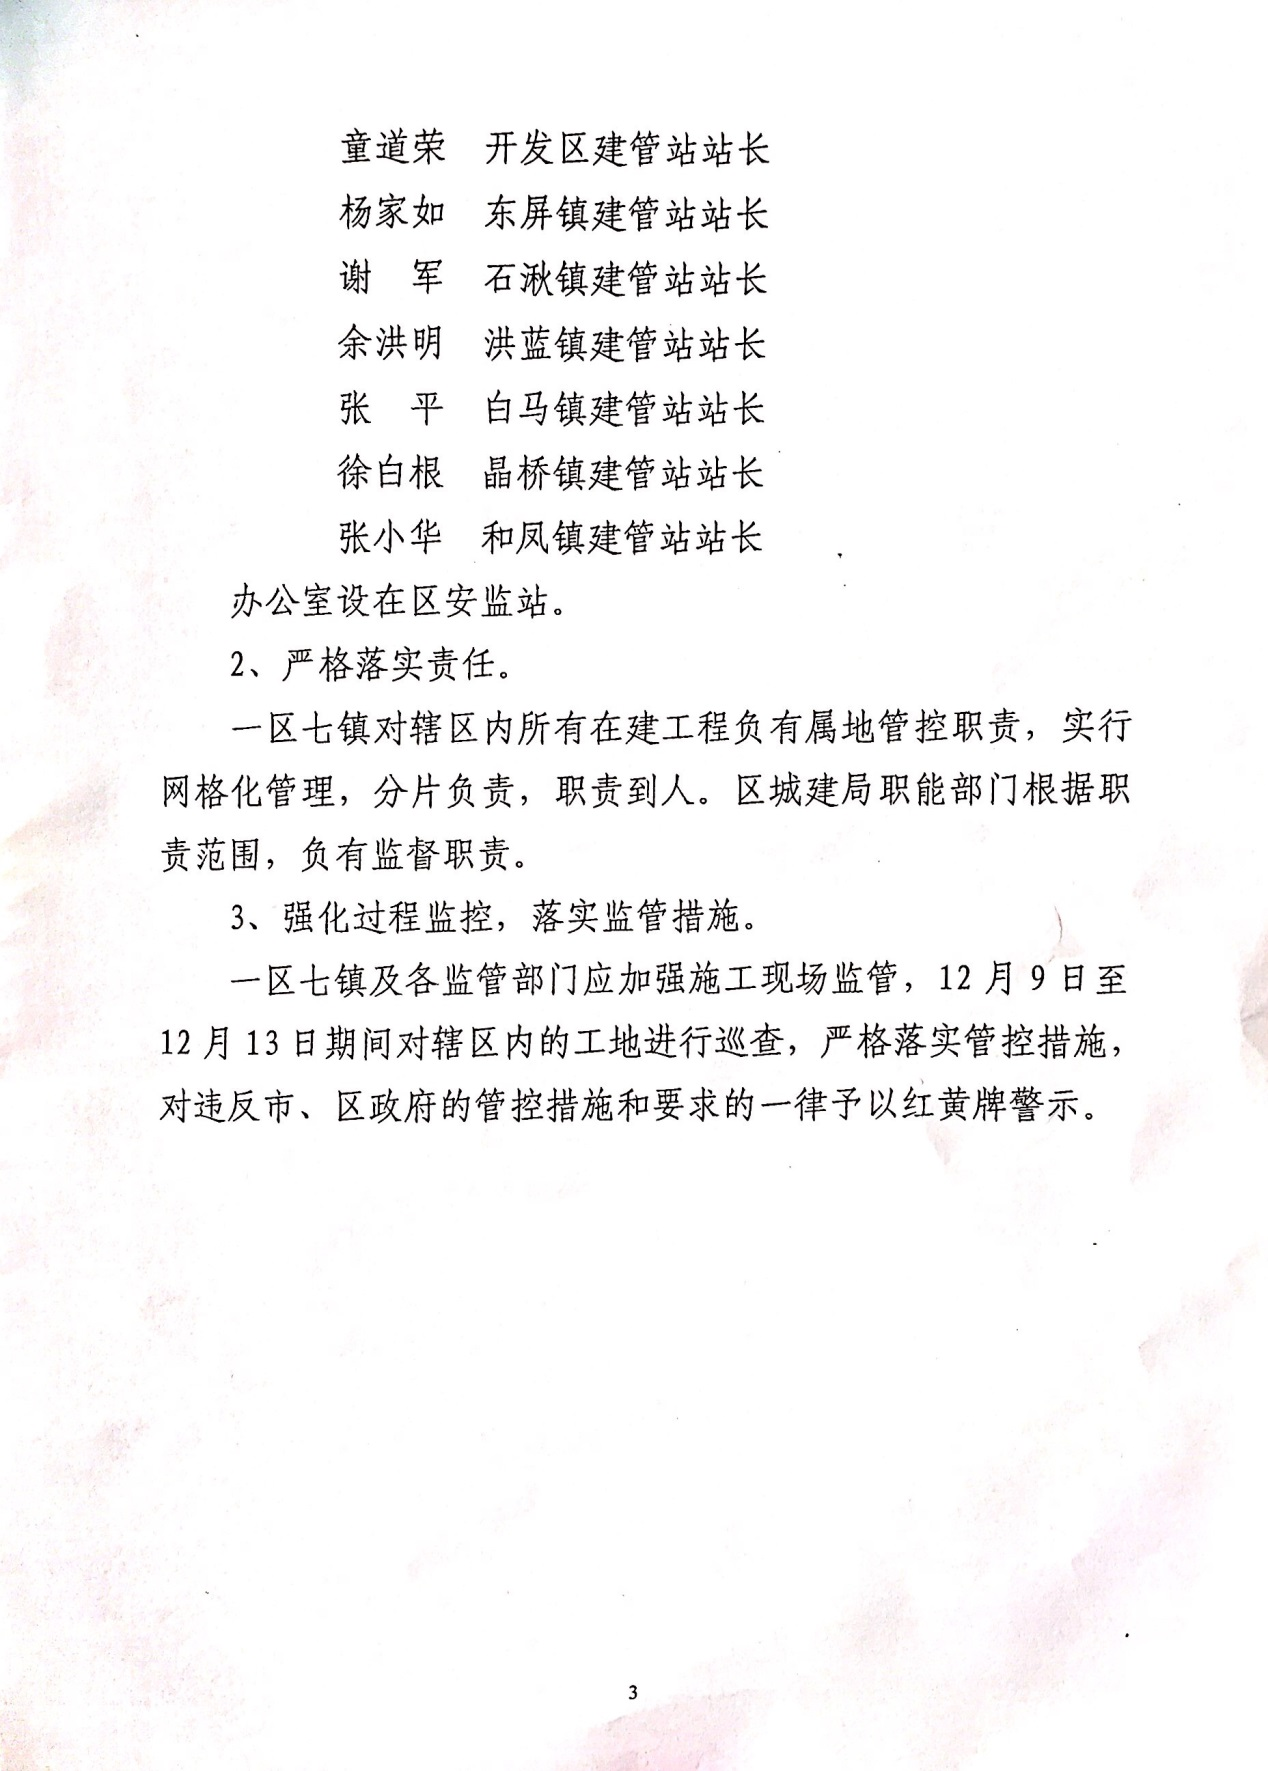 童道荣 开发区建管站站长
杨家如 东屏镇建管站站长
谢 军 石湫镇建管站站长
余洪明 洪蓝镇建管站站长
张 平 白马镇建管站站长
徐白根 晶桥镇建管站站长
张小华 和凤镇建管站站长
办公室设在区安监站。
2、严格落实责任。
一区七镇对辖区内所有在建工程负有属地管控职责，实行
网格化管理，分片负责，职责到人。区城建局职能部门根据职
责范围，负有监督职责。
3、强化过程监控，落实监管措施。
一区七镇及各监管部门应加强施工现场监管，12月9日至
12月13日期间对辖区内的工地进行巡查，严格落实管控措施，
对违反市、区政府的管控措施和要求的一律予以红黄牌警示。
3